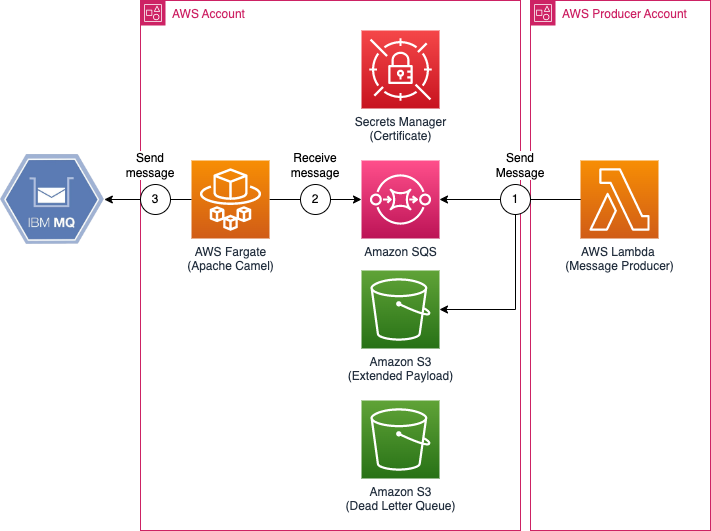 AWS Account
AWS Producer Account
Secrets Manager
(Certificate)
Send
message
Receive
message
Send
Message
IBM MQ
3
2
1
AWS Fargate
(Apache Camel)
Amazon SQS
AWS Lambda
(Message Producer)
Amazon S3
(Extended Payload)
Amazon S3
(Dead Letter Queue)